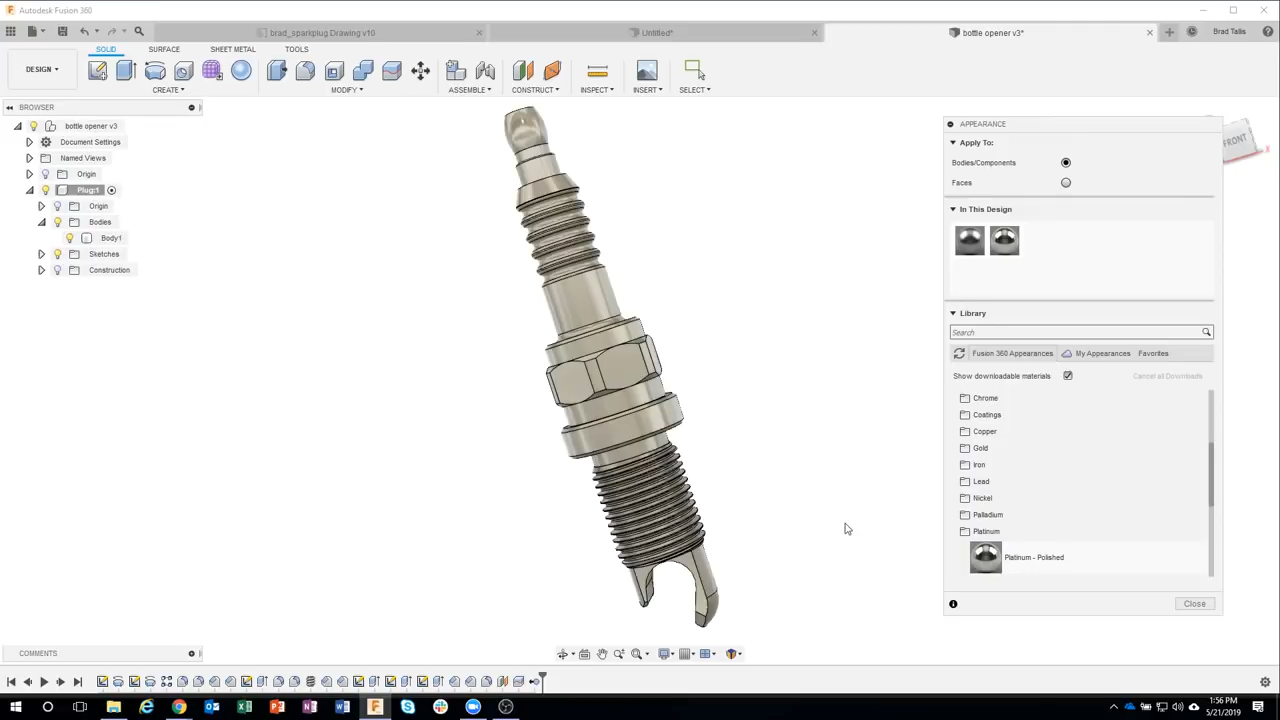 Autodesk Fusion 360
brad_sparkplug Drawing v10
Untitled*
bottle opener v3*
Brad Tallis
DESIGN
SOLID
SURFACE
SHEET METAL
TOOLS
CREATE
MODIFY
ASSEMBLE
CONSTRUCT
INSPECT
INSERT
SELECT
BROWSER
bottle opener v3
Document Settings
Named Views
Origin
Plug:1
Origin
Bodies
Body1
Sketches
Construction
FRONT
X
APPEARANCE
Apply To:
Bodies/Components
Faces
In This Design
Library
Search
Fusion 360 Appearances
My Appearances
Favorites
Show downloadable materials
Cancel all Downloads
Chrome
Coatings
Copper
Gold
Iron
Lead
Nickel
Palladium
Platinum
Platinum - Polished
Close
COMMENTS
1:56 PM
5/21/2019